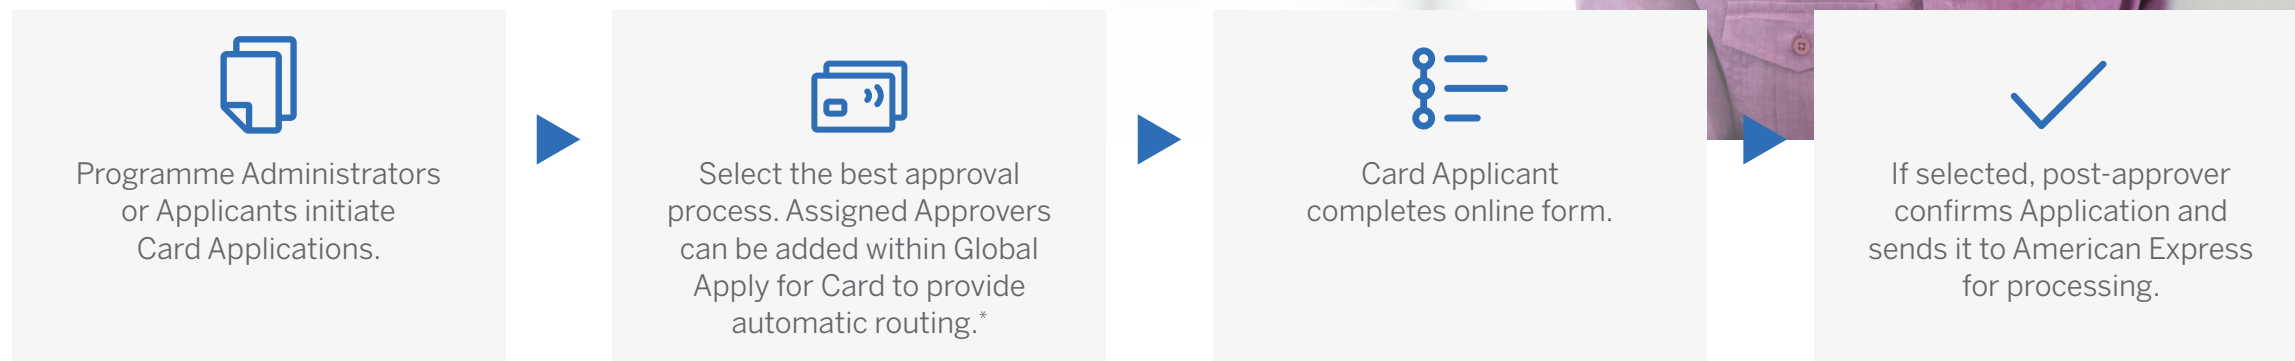 Programme Administrators
or Applicants initiate
Card Applications.
Select the best approval
process. Assigned Approvers
can be added within Global
Apply for Card to provide
automatic routing.*
Card Applicant
completes online form.
If selected, post-approver
confirms Application and
sends it to American Express
for processing.